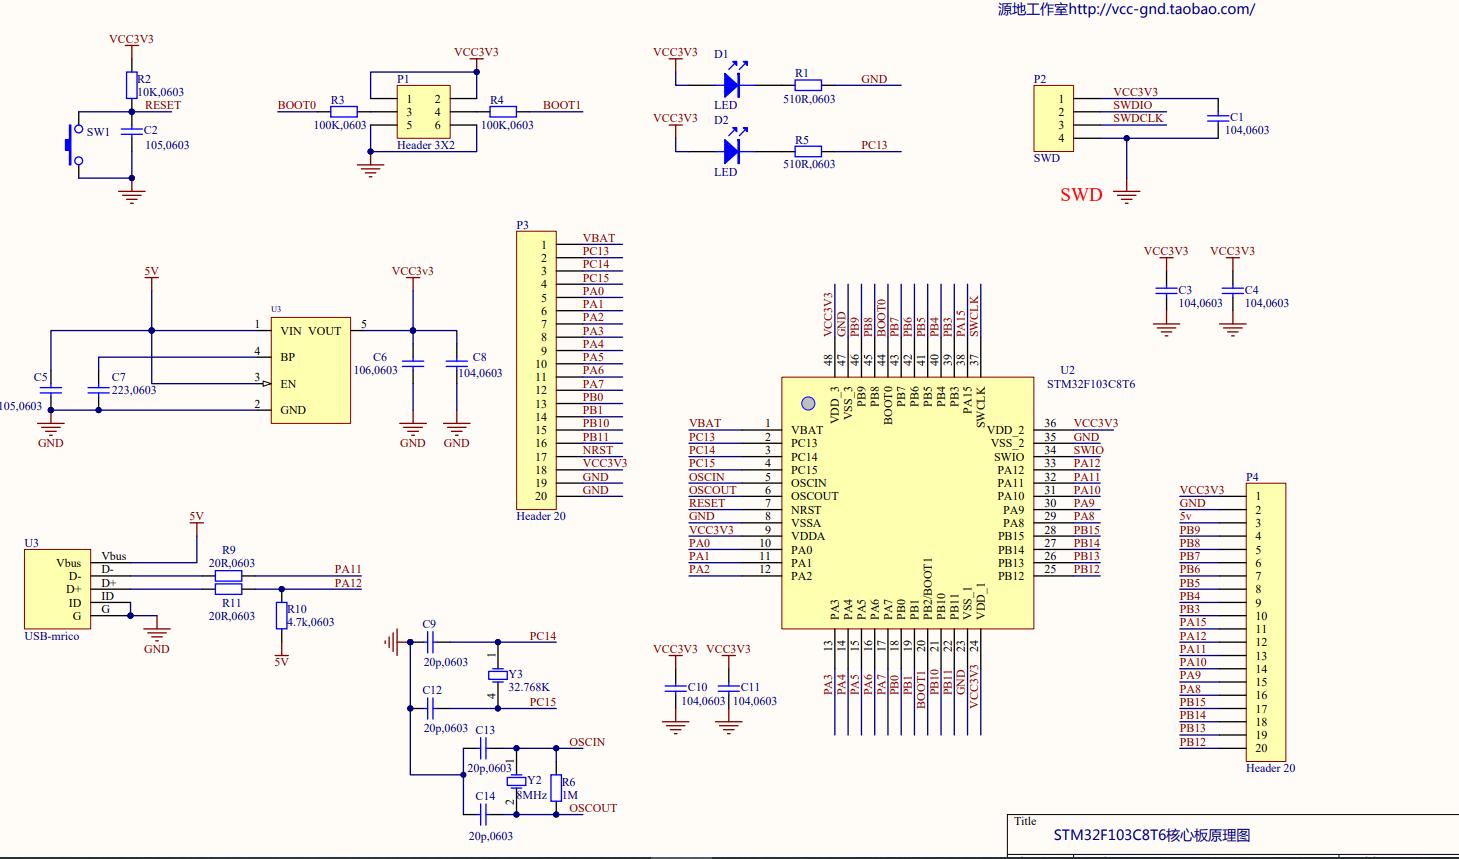 源地工作室http://vcc-gnd.taobao.com/
VCC3V3
R2
10K,0603
RESET
SW1
C2
105,0603
VCC3V3
P1
BOOT0
R3
100K,0603
1 2
3 4
5 6
R4
100K,0603
BOOT1
Header 3X2
VCC3V3
D1
LED
R1
510R,0603
GND
VCC3V3
D2
LED
R5
510R,0603
PC13
P2
1 VCC3V3
2 SWDIO
3 SWDCLK
4
SWD
C1
104,0603
SWD
5V
U3
1 VIN VOUT 5
4 BP
3 EN
2 GND
VCC3v3
C5
105,0603
C7
223,0603
C6
106,0603
C8
104,0603
GND
GND
GND
P3
1 VBAT
2 PC13
3 PC14
4 PC15
5 PA0
6 PA1
7 PA2
8 PA3
9 PA4
10 PA5
11 PA6
12 PA7
13 PB0
14 PB1
15 PB10
16 PB11
17 NRST
18 VCC3V3
19 GND
20 GND
Header 20
VCC3V3
C3
104,0603
VCC3V3
C4
104,0603
U2
STM32F103C8T6
VCC3V3 48 VDD_3
GND 47 VSS_3
PB9 46 PB9
PB8 45 PB8
BOOT0 44 BOOT0
PB7 43 PB7
PB6 42 PB6
PB5 41 PB5
PB4 40 PB4
PB3 39 PB3
PA15 38 PA15
SWCLK 37 SWCLK
VBAT 1 VBAT
PC13 2 PC13
PC14 3 PC14
PC15 4 PC15
OSCIN 5 OSCIN
OSCOUT 6 OSCOUT
RESET 7 NRST
GND 8 VSSA
VCC3V3 9 VDDA
PA0 10 PA0
PA1 11 PA1
PA2 12 PA2
VDD_2 36 VCC3V3
VSS_2 35 GND
SWIO 34 SWIO
PA12 33 PA12
PA11 32 PA11
PA10 31 PA10
PA9 30 PA9
PA8 29 PA8
PB15 28 PB15
PB14 27 PB14
PB13 26 PB13
PB12 25 PB12
PA3 13 PA3
PA4 14 PA4
PA5 15 PA5
PA6 16 PA6
PA7 17 PA7
PB0 18 PB0
PB1 19 PB1
PB2/BOOT1 20 BOOT1
PB10 21 PB10
PB11 22 PB11
VSS_1 23 GND
VDD_1 24 VCC3V3
P4
VCC3V3 1
GND 2
5v 3
PB9 4
PB8 5
PB7 6
PB6 7
PB5 8
PB4 9
PB3 10
PA15 11
PA12 12
PA11 13
PA10 14
PA9 15
PA8 16
PB15 17
PB14 18
PB13 19
PB12 20
Header 20
U3
Vbus Vbus
D- D-
D+ D+
ID ID
G G
USB-mrico
5V
R9
20R,0603
PA11
PA12
R11
20R,0603
R10
4.7k,0603
GND
5V
C9
20p,0603
PC14
1
Y3
32.768K
4
C12
20p,0603
PC15
C13
20p,0603
OSCIN
1
Y2
8MHz
2
R6
1M
C14
20p,0603
OSCOUT
VCC3V3
C10
104,0603
VCC3V3
C11
104,0603
Title
STM32F103C8T6核心板原理图